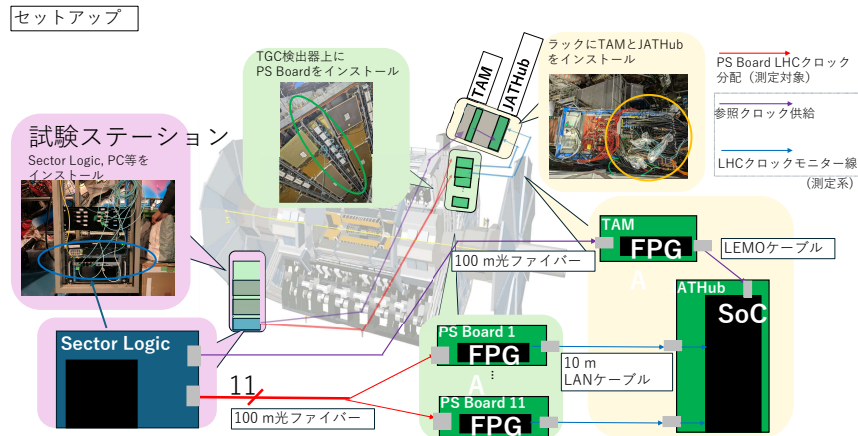 セットアップ
試験ステーション
Sector Logic, PC等を
インストール
TGC検出器上に
PS Boardをインストール
TAM
JATHub
ラックにTAMとJATHub
をインストール
PS Board LHCクロック
分配（測定対象）
参照クロック供給
LHCクロックモニター線
(測定系)
TAM
FPG
A
LEMOケーブル
100 m光ファイバー
ATHub
SoC
Sector Logic
11
100 m光ファイバー
PS Board 1
FPG
A
...
PS Board 11
FPG
10 m
LANケーブル